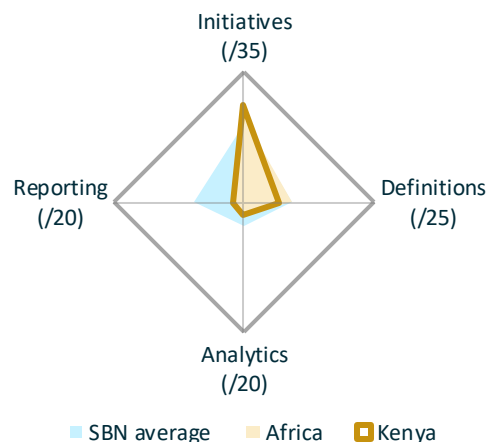 Initiatives
(/35)
Reporting
(/20)
Definitions
(/25)
Analytics
(/20)
SBN average Africa Kenya